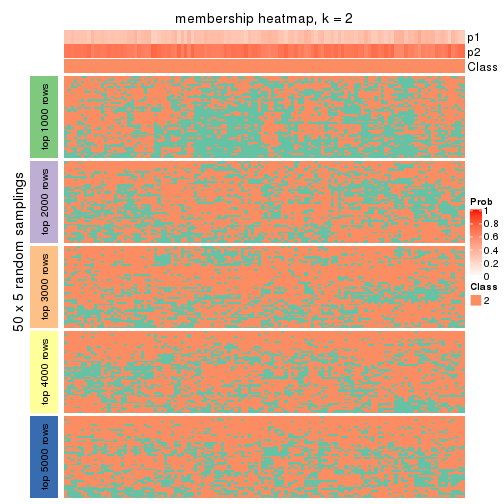 membership heatmap, k = 2
p1
p2
Class
50 x 5 random samplings
top 1000 rows
top 2000 rows
top 3000 rows
top 4000 rows
top 5000 rows
Prob
1
0.8
0.6
0.4
0.2
0
Class
2